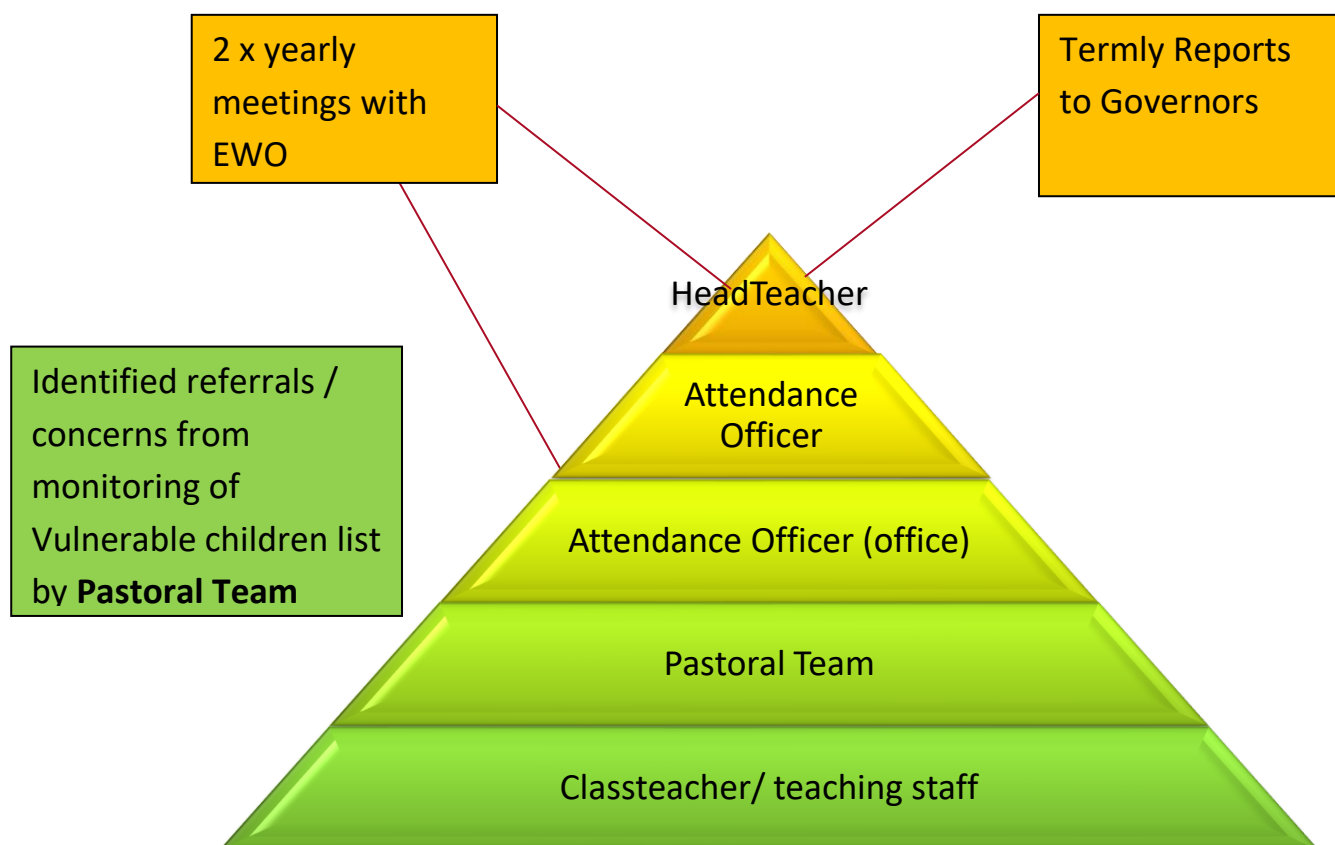 2 x yearly
meetings with
EWO
Termly Reports
to Governors
HeadTeacher
Identified referrals /
concerns from
monitoring of
Vulnerable children list
by Pastoral Team
Attendance
Officer
Attendance Officer (office)
Pastoral Team
Classteacher/ teaching staff